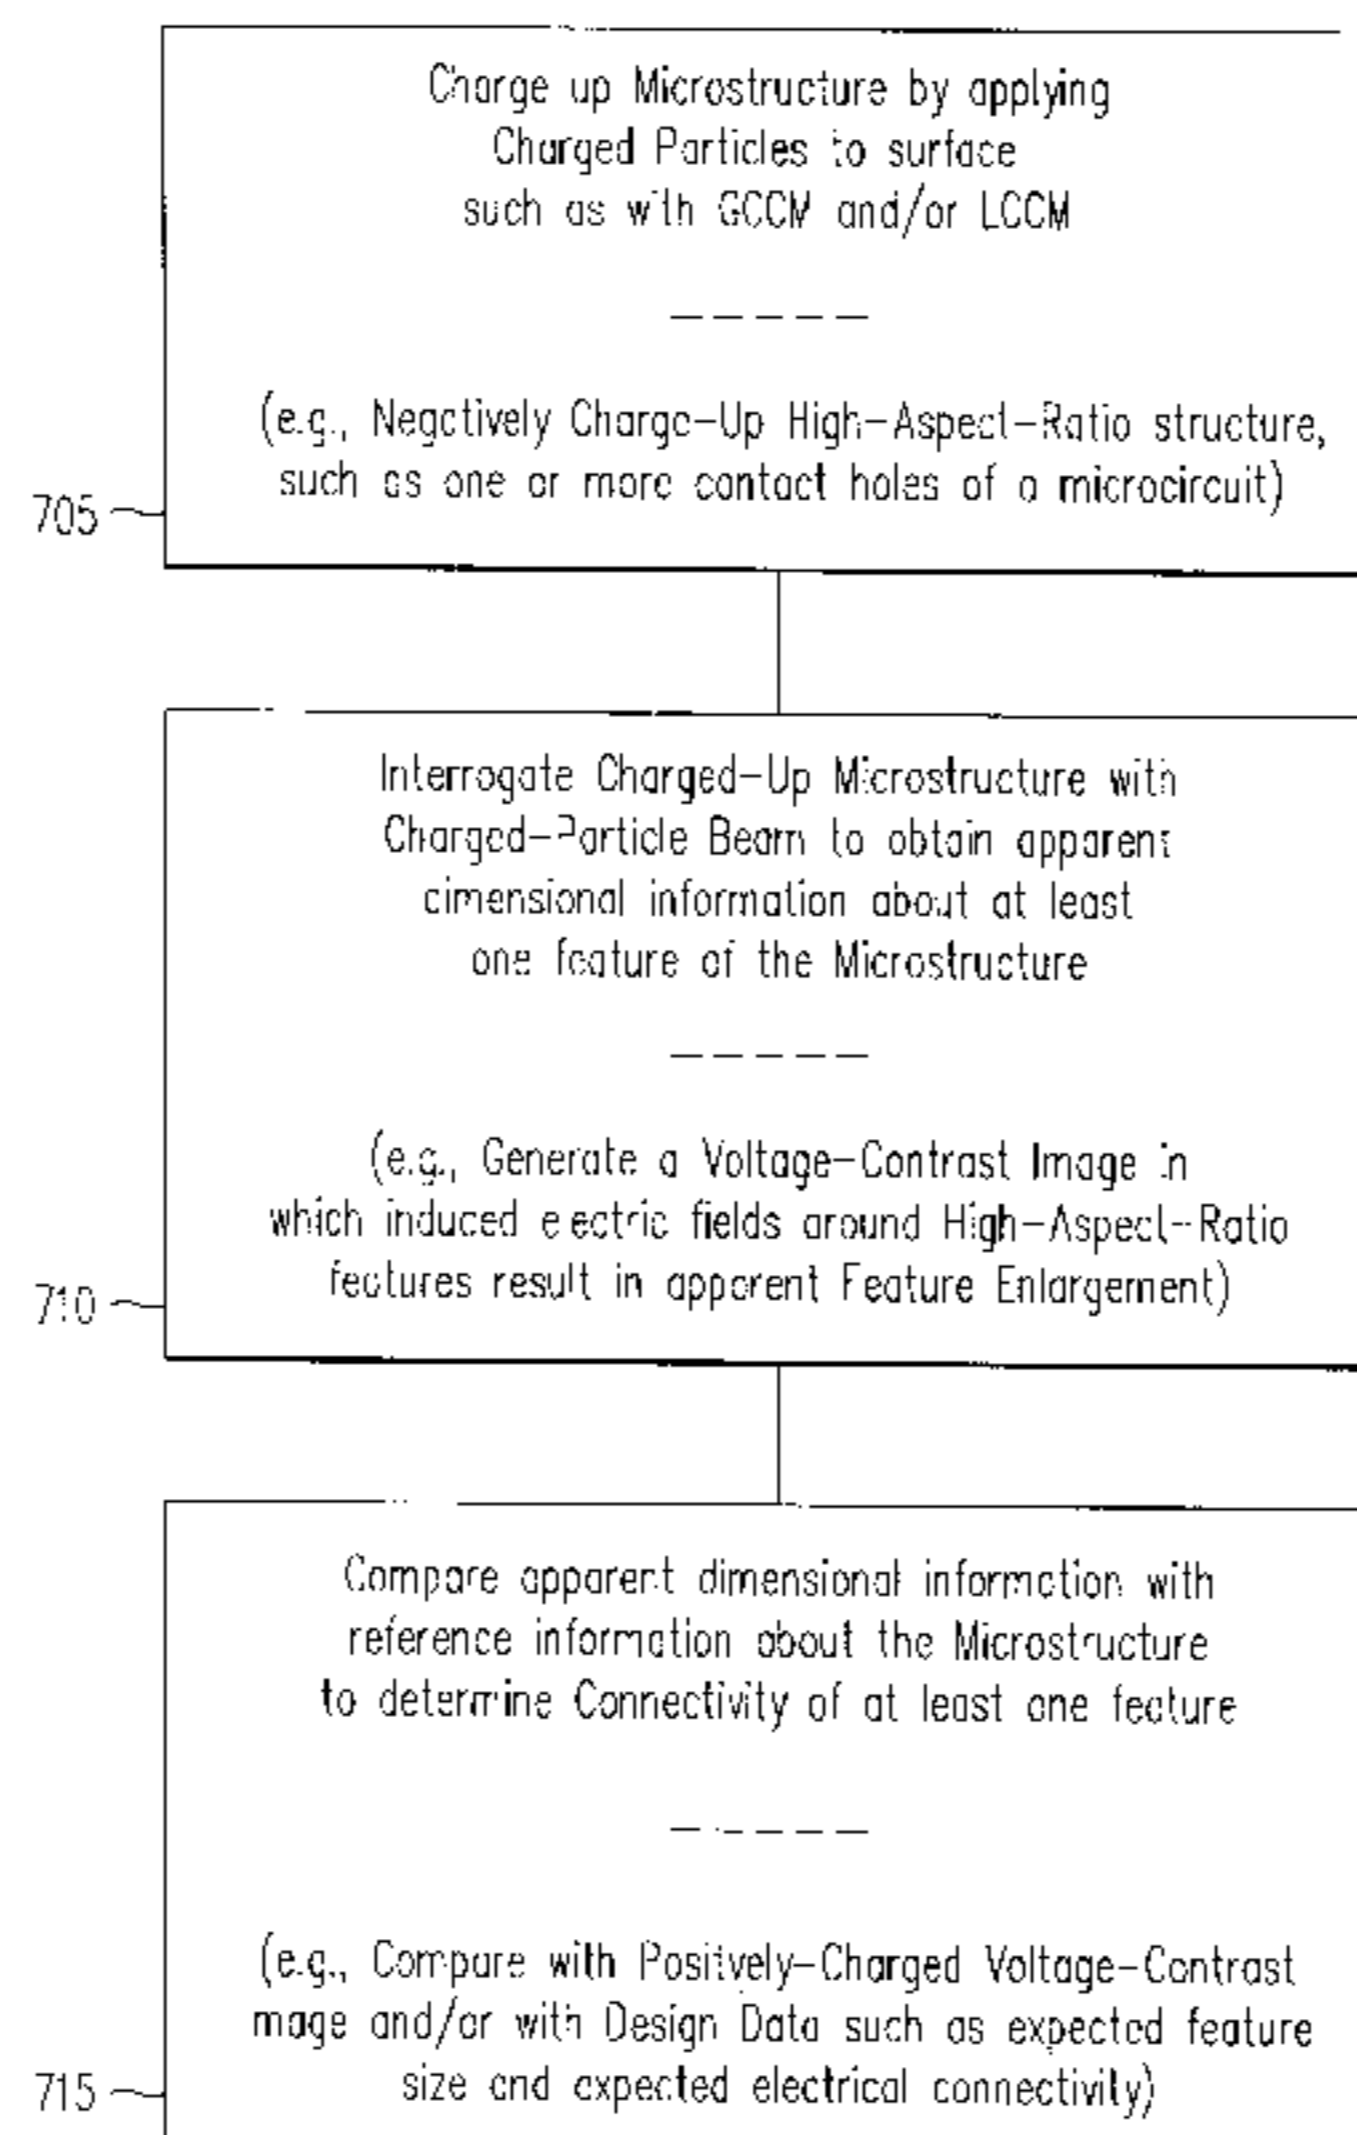 Charge up Microstructure by applying
Charged Particles to surface
such as with GCCM and/or LCCM
(e.g., Negatively Charge-Up High-Aspect-Ratio structure,
such as one or more contact holes of a microcircuit)
705
Interrogate Charged-Up Microstructure with
Charged-Particle Beam to obtain apparent
dimensional information about at least
one feature of the Microstructure
(e.g., Generate a Voltage-Contrast Image in
which induced electric fields around High-Aspect-Ratio
features result in apparent Feature Enlargement)
710
Compare apparent dimensional information with
reference information about the Microstructure
to determine Connectivity of at least one feature
(e.g., Compare with Positively-Charged Voltage-Contrast
mage and/or with Design Data such as expected feature
size and expected electrical connectivity)
715